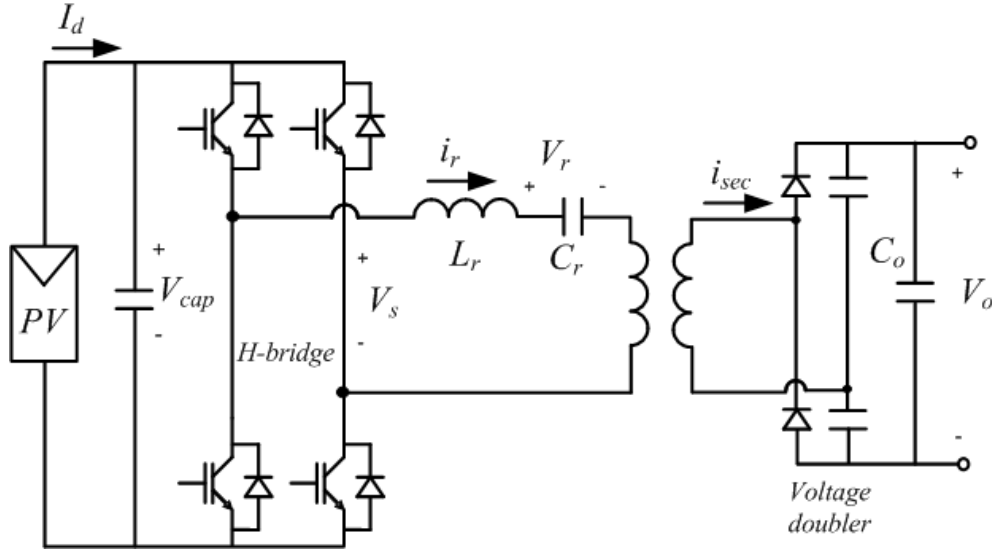 I_d
i_r
V_r
+
-
i_sec
+
+
L_r
C_r
+
C_o
PV
V_cap
V_s
V_o
-
H-bridge
-
-
Voltage
doubler